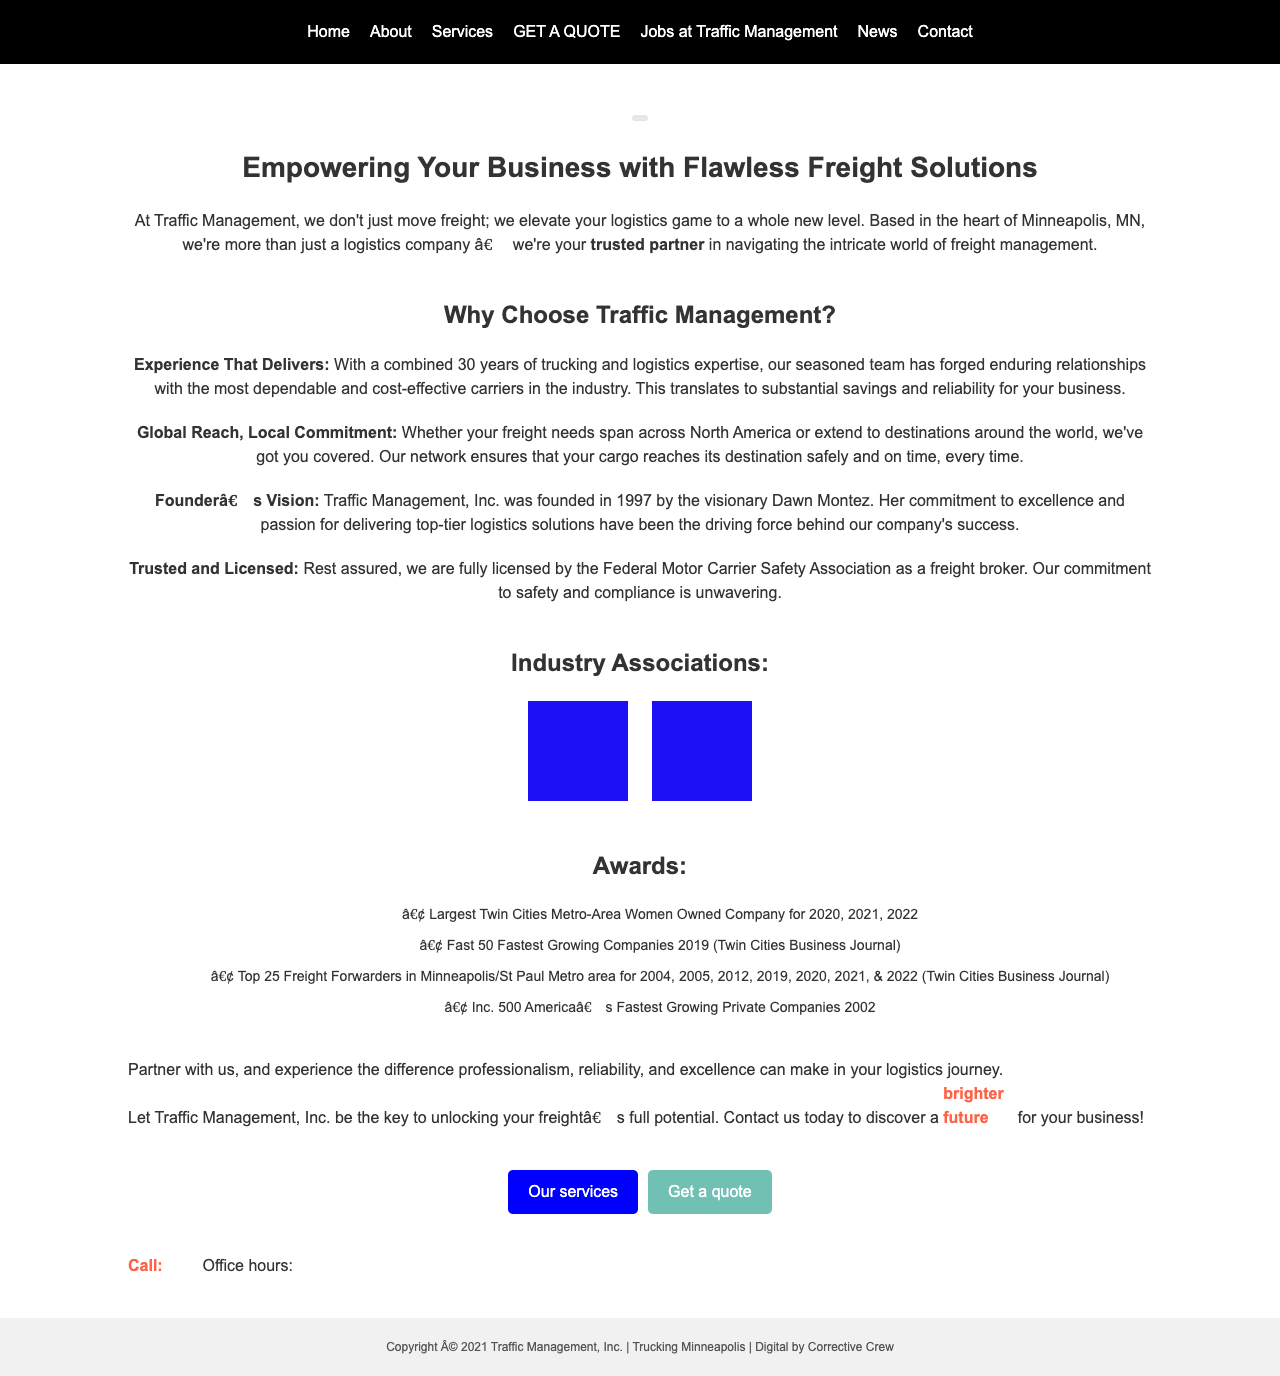 Home About Services GET A QUOTE Jobs at Traffic Management News Contact
Empowering Your Business with Flawless Freight Solutions
At Traffic Management, we don't just move freight; we elevate your logistics game to a whole new level. Based in the heart of Minneapolis, MN,
we're more than just a logistics company â€ we're your trusted partner in navigating the intricate world of freight management.
Why Choose Traffic Management?
Experience That Delivers: With a combined 30 years of trucking and logistics expertise, our seasoned team has forged enduring relationships
with the most dependable and cost-effective carriers in the industry. This translates to substantial savings and reliability for your business.
Global Reach, Local Commitment: Whether your freight needs span across North America or extend to destinations around the world, we've
got you covered. Our network ensures that your cargo reaches its destination safely and on time, every time.
Founderâ€ s Vision: Traffic Management, Inc. was founded in 1997 by the visionary Dawn Montez. Her commitment to excellence and
passion for delivering top-tier logistics solutions have been the driving force behind our company's success.
Trusted and Licensed: Rest assured, we are fully licensed by the Federal Motor Carrier Safety Association as a freight broker. Our commitment
to safety and compliance is unwavering.
Industry Associations:
Awards:
â€¢ Largest Twin Cities Metro-Area Women Owned Company for 2020, 2021, 2022
â€¢ Fast 50 Fastest Growing Companies 2019 (Twin Cities Business Journal)
â€¢ Top 25 Freight Forwarders in Minneapolis/St Paul Metro area for 2004, 2005, 2012, 2019, 2020, 2021, & 2022 (Twin Cities Business Journal)
â€¢ Inc. 500 Americaâ€ s Fastest Growing Private Companies 2002
Partner with us, and experience the difference professionalism, reliability, and excellence can make in your logistics journey.
Let Traffic Management, Inc. be the key to unlocking your freightâ€ s full potential. Contact us today to discover a brighter
future for your business!
Our services Get a quote
Call: Office hours:
Copyright Â© 2021 Traffic Management, Inc. | Trucking Minneapolis | Digital by Corrective Crew